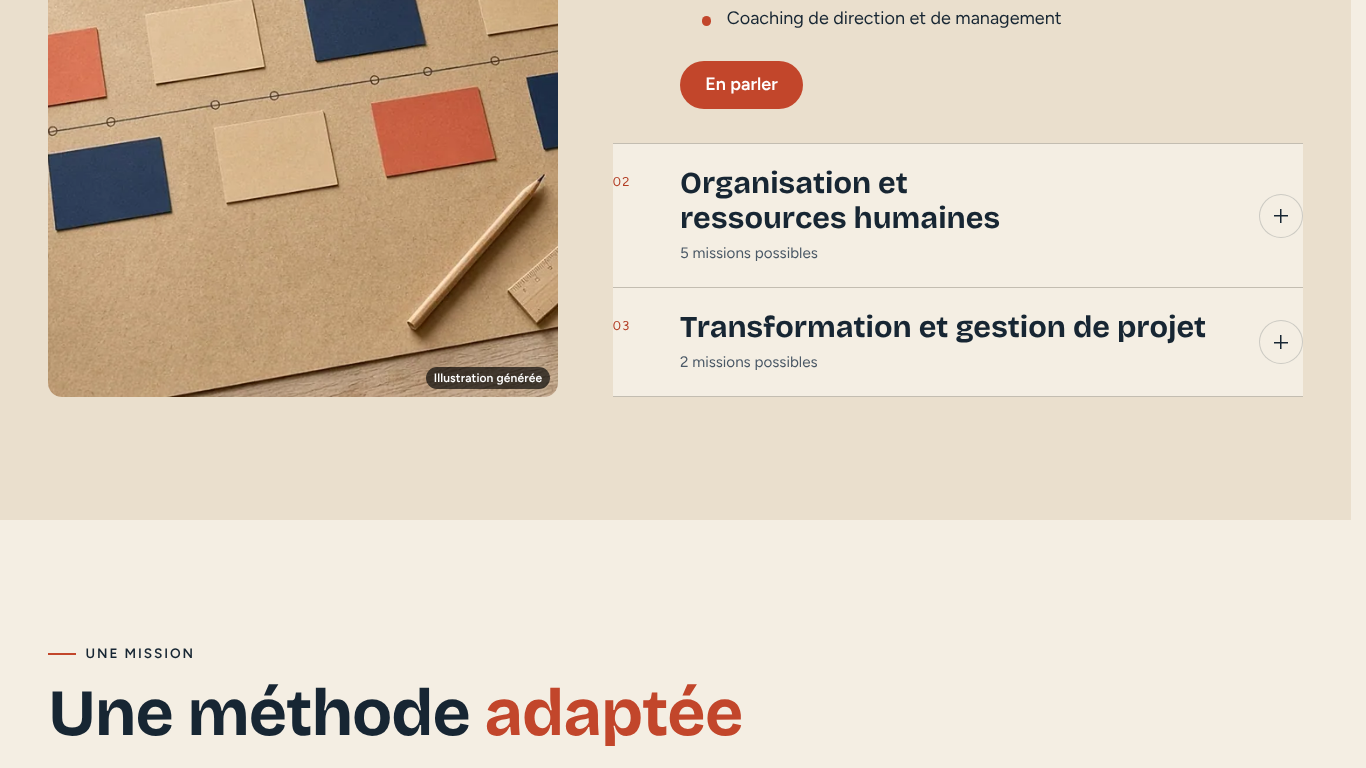 Coaching de direction et de management
En parler
02
Organisation et
ressources humaines
5 missions possibles
03
Transformation et gestion de projet
2 missions possibles
Illustration générée
UNE MISSION
Une méthode adaptée